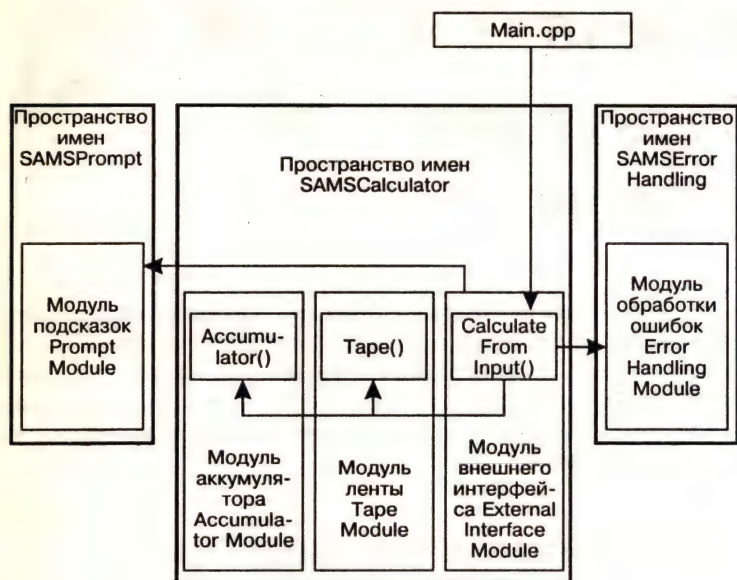 Main.cpp
Пространство
имен
SAMSPrompt
Модуль
подсказок
Prompt
Module
Пространство имен
SAMSCalculator
Accumu-
lator()
Модуль
аккумуля-
тора
Accumula-
tor Module
Tape()
Модуль
ленты
Tape
Module
Calculate
From
Input()
Модуль
внешнего
интерфей-
са External
Interface
Module
Пространство
имен
SAMSError
Handling
Модуль
обработки
ошибок
Error
Handling
Module